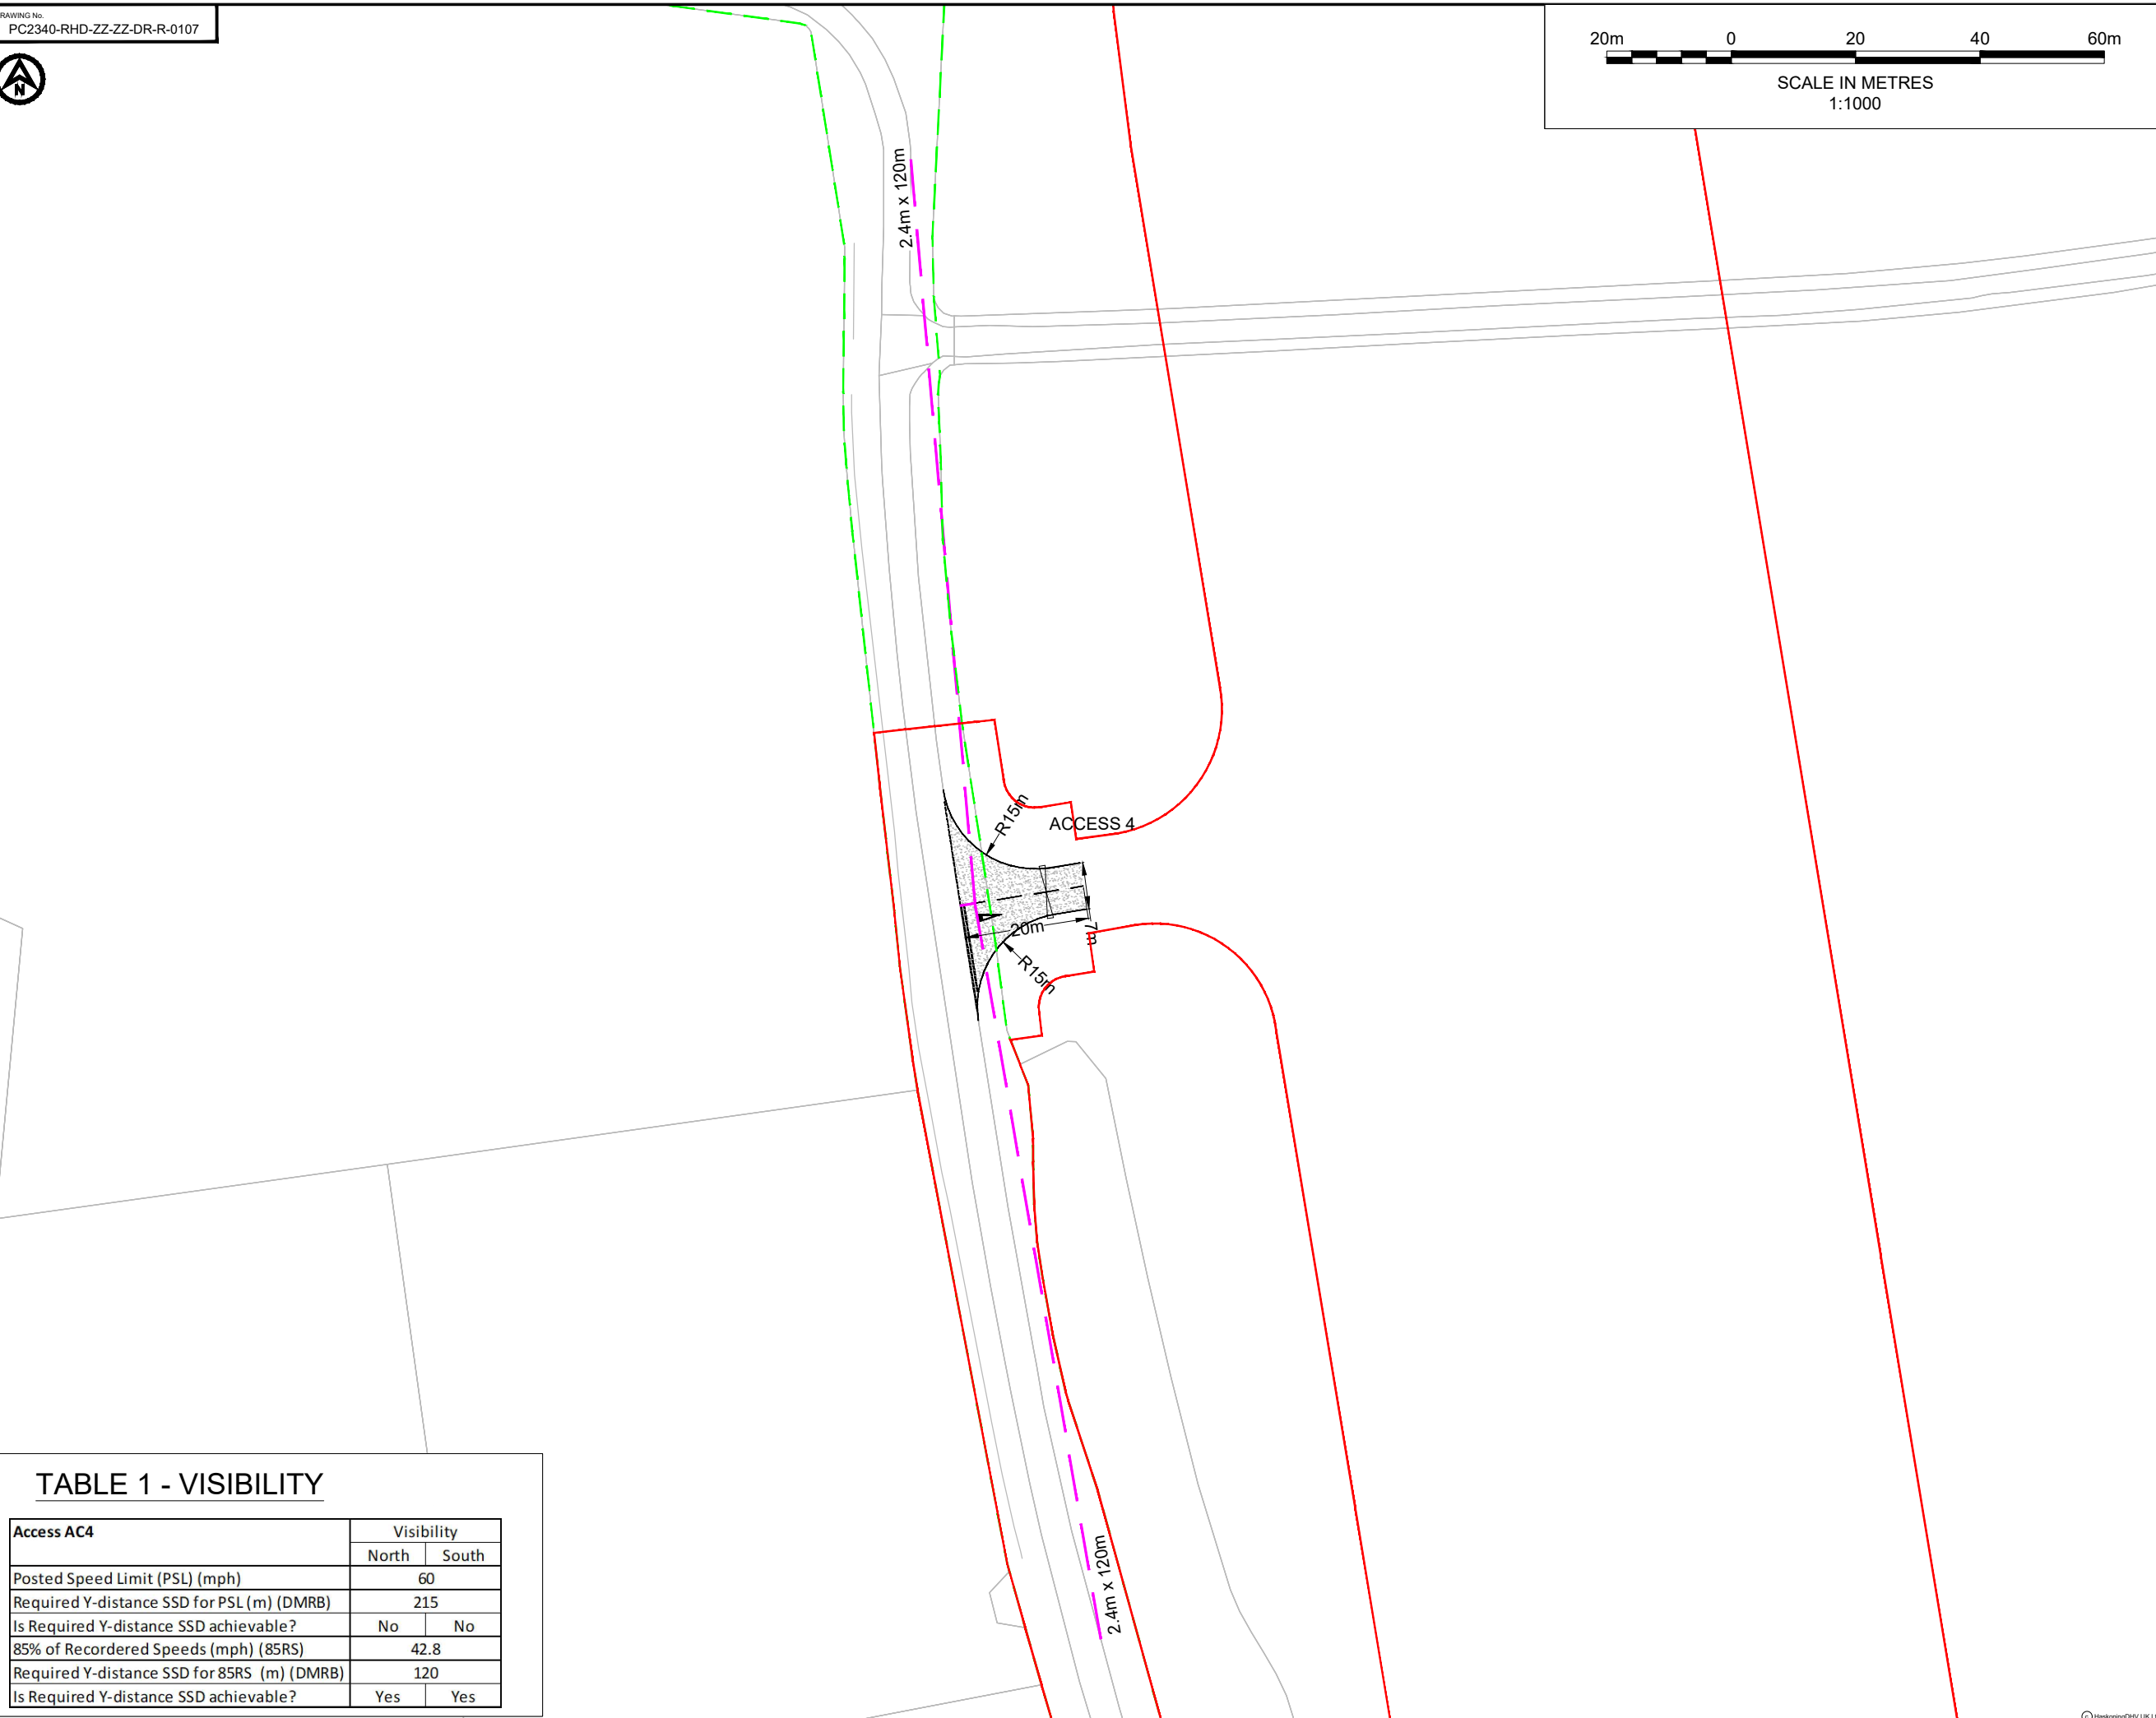 RAWING No.
PC2340-RHD-ZZ-ZZ-DR-R-0107
N
20m 0 20 40 60m
SCALE IN METRES
1:1000
2.4m x 120m
R15m
ACCESS 4
20m
7m
R15m
2.4m x 120m
TABLE 1 - VISIBILITY
Access AC4 Visibility
North South
Posted Speed Limit (PSL) (mph) 60
Required Y-distance SSD for PSL (m) (DMRB) 215
Is Required Y-distance SSD achievable? No No
85% of Recordered Speeds (mph) (85RS) 42.8
Required Y-distance SSD for 85RS (m) (DMRB) 120
Is Required Y-distance SSD achievable? Yes Yes
© HaskoningDHV UK L